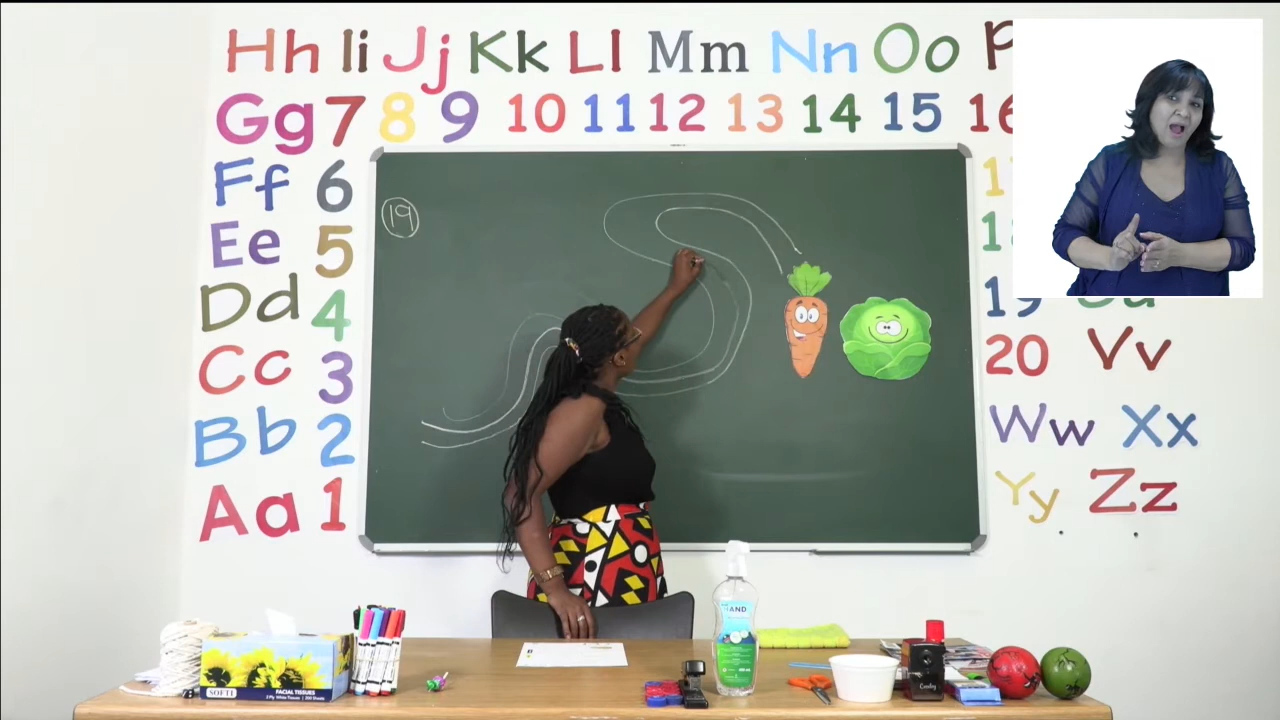 Hh Ii Jj Kk Ll Mm Nn Oo P
Gg 7 8 9 10 11 12 13 14 15 16
Ff 6
Ee 5
Dd 4
Cc 3
Bb 2
Aa 1
19
19
20 Vv
Ww Xx
Yy Zz
SOFTI
FACIAL TISSUES
HAND